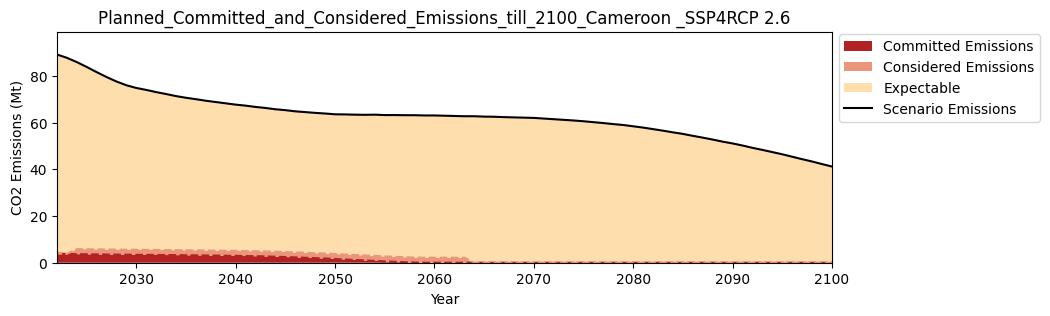 Planned_Committed_and_Considered_Emissions_till_2100_Cameroon _SSP4RCP 2.6
Committed Emissions
Considered Emissions
Expectable
Scenario Emissions
CO2 Emissions (Mt)
80
60
40
20
0
2030 2040 2050 2060 2070 2080 2090 2100
Year